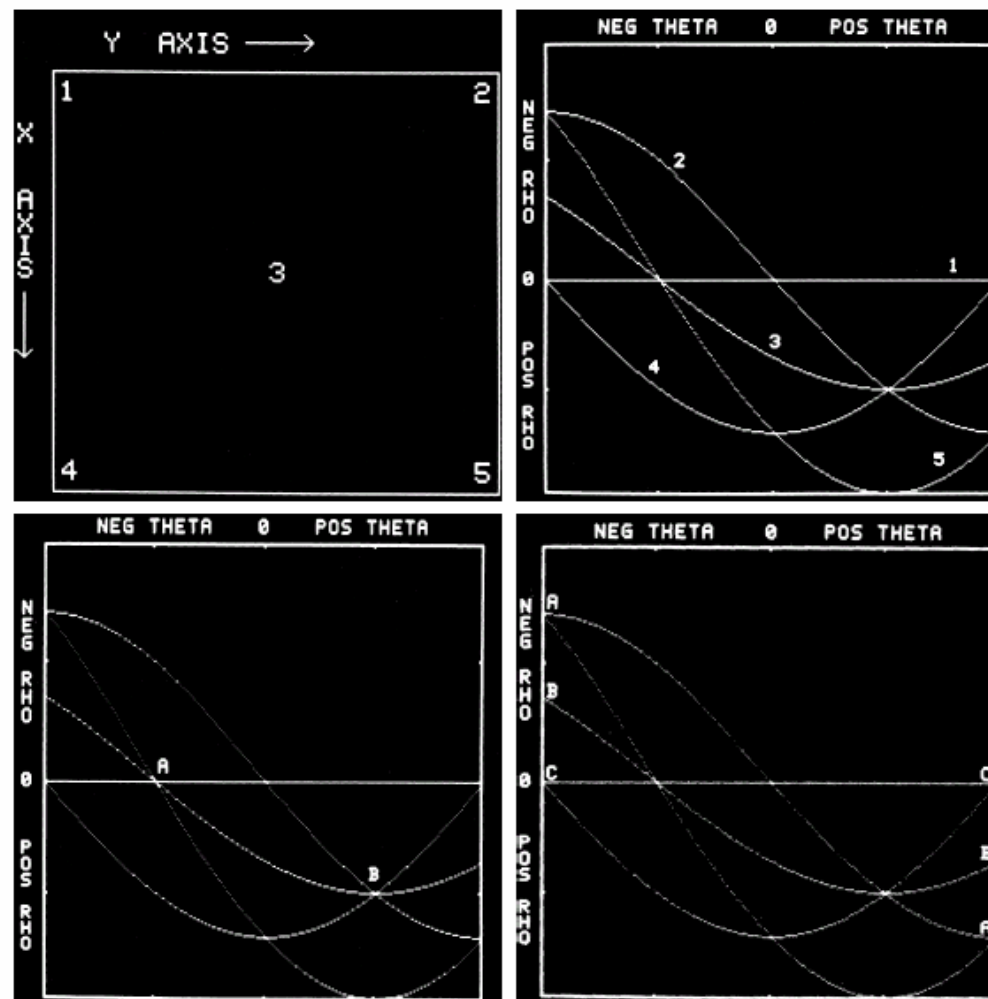 Y AXIS
1
2
X AXIS
3
4
5
NEG THETA 0 POS THETA
NEG RHO
0
POS RHO
2
1
3
4
5
NEG THETA 0 POS THETA
NEG RHO
0
POS RHO
A
B
NEG THETA 0 POS THETA
NEG RHO
0
POS RHO
A
B
C
C
B
A